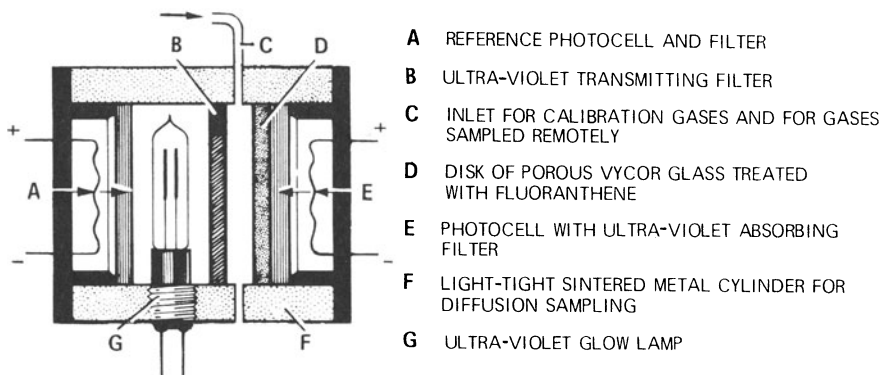 B
C
D
+
+
A
E
-
-
G
F
A REFERENCE PHOTOCELL AND FILTER
B ULTRA-VIOLET TRANSMITTING FILTER
C INLET FOR CALIBRATION GASES AND FOR GASES
SAMPLED REMOTELY
D DISK OF POROUS VYCOR GLASS TREATED
WITH FLUORANTHENE
E PHOTOCELL WITH ULTRA-VIOLET ABSORBING
FILTER
F LIGHT-TIGHT SINTERED METAL CYLINDER FOR
DIFFUSION SAMPLING
G ULTRA-VIOLET GLOW LAMP